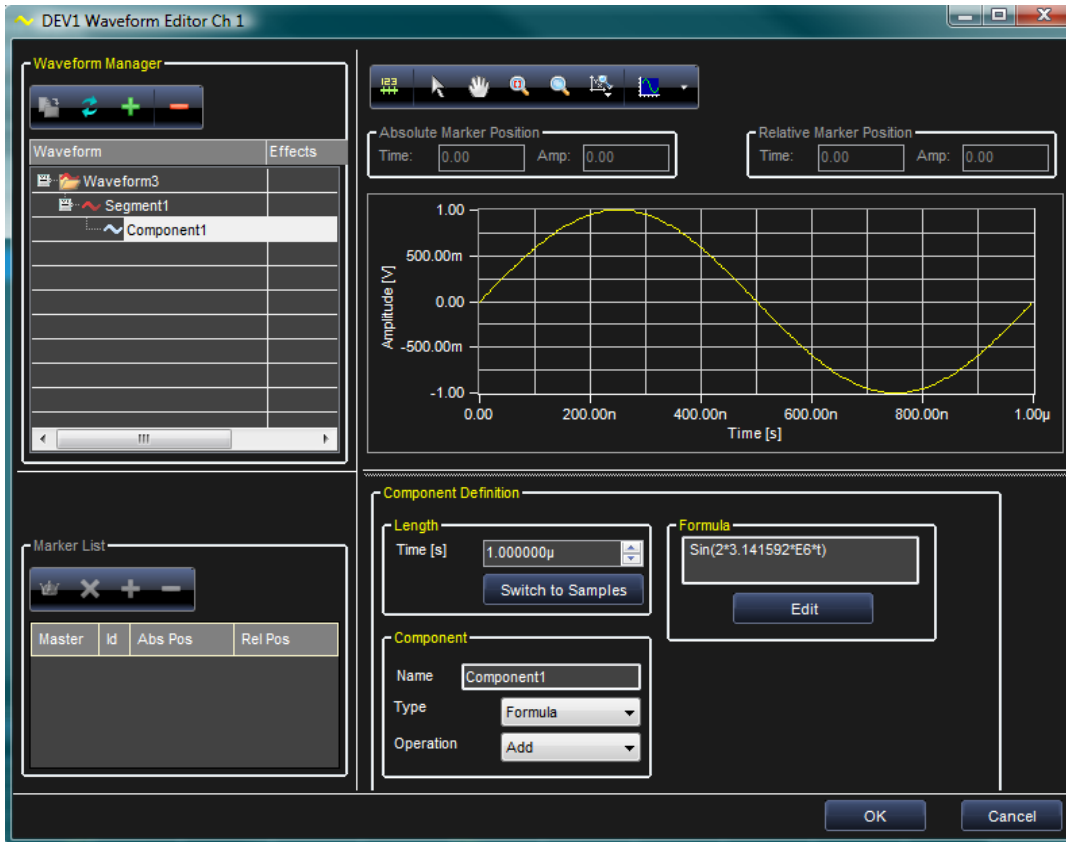 DEV1 Waveform Editor Ch 1
Waveform Manager
Waveform Effects
Waveform3
Segment1
Component1
Marker List
Master Id Abs Pos Rel Pos
123
Absolute Marker Position
Time: 0.00 Amp: 0.00
Relative Marker Position
Time: 0.00 Amp: 0.00
Amplitude [V]
1.00
500.00m
0.00
-500.00m
-1.00
0.00 200.00n 400.00n 600.00n 800.00n 1.00µ
Time [s]
Component Definition
Length
Time [s] 1.000000µ
Switch to Samples
Formula
Sin(2*3.141592*E6*t)
Edit
Component
Name Component1
Type Formula
Operation Add
OK Cancel